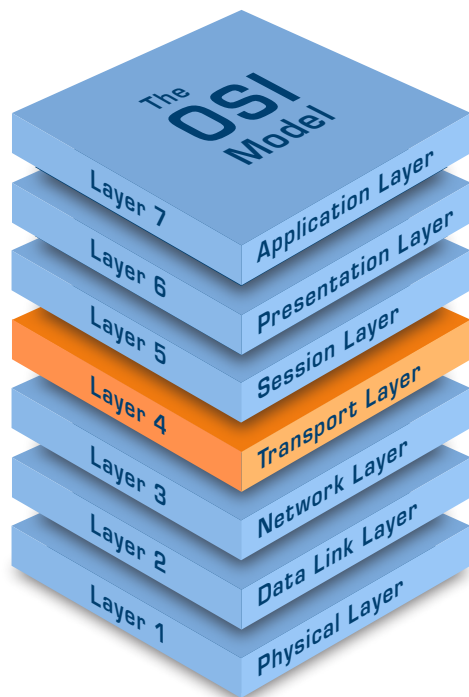 The
OSI
Model
Layer 7
Application Layer
Layer 6
Presentation Layer
Layer 5
Session Layer
Layer 4
Transport Layer
Layer 3
Network Layer
Layer 2
Data Link Layer
Layer 1
Physical Layer